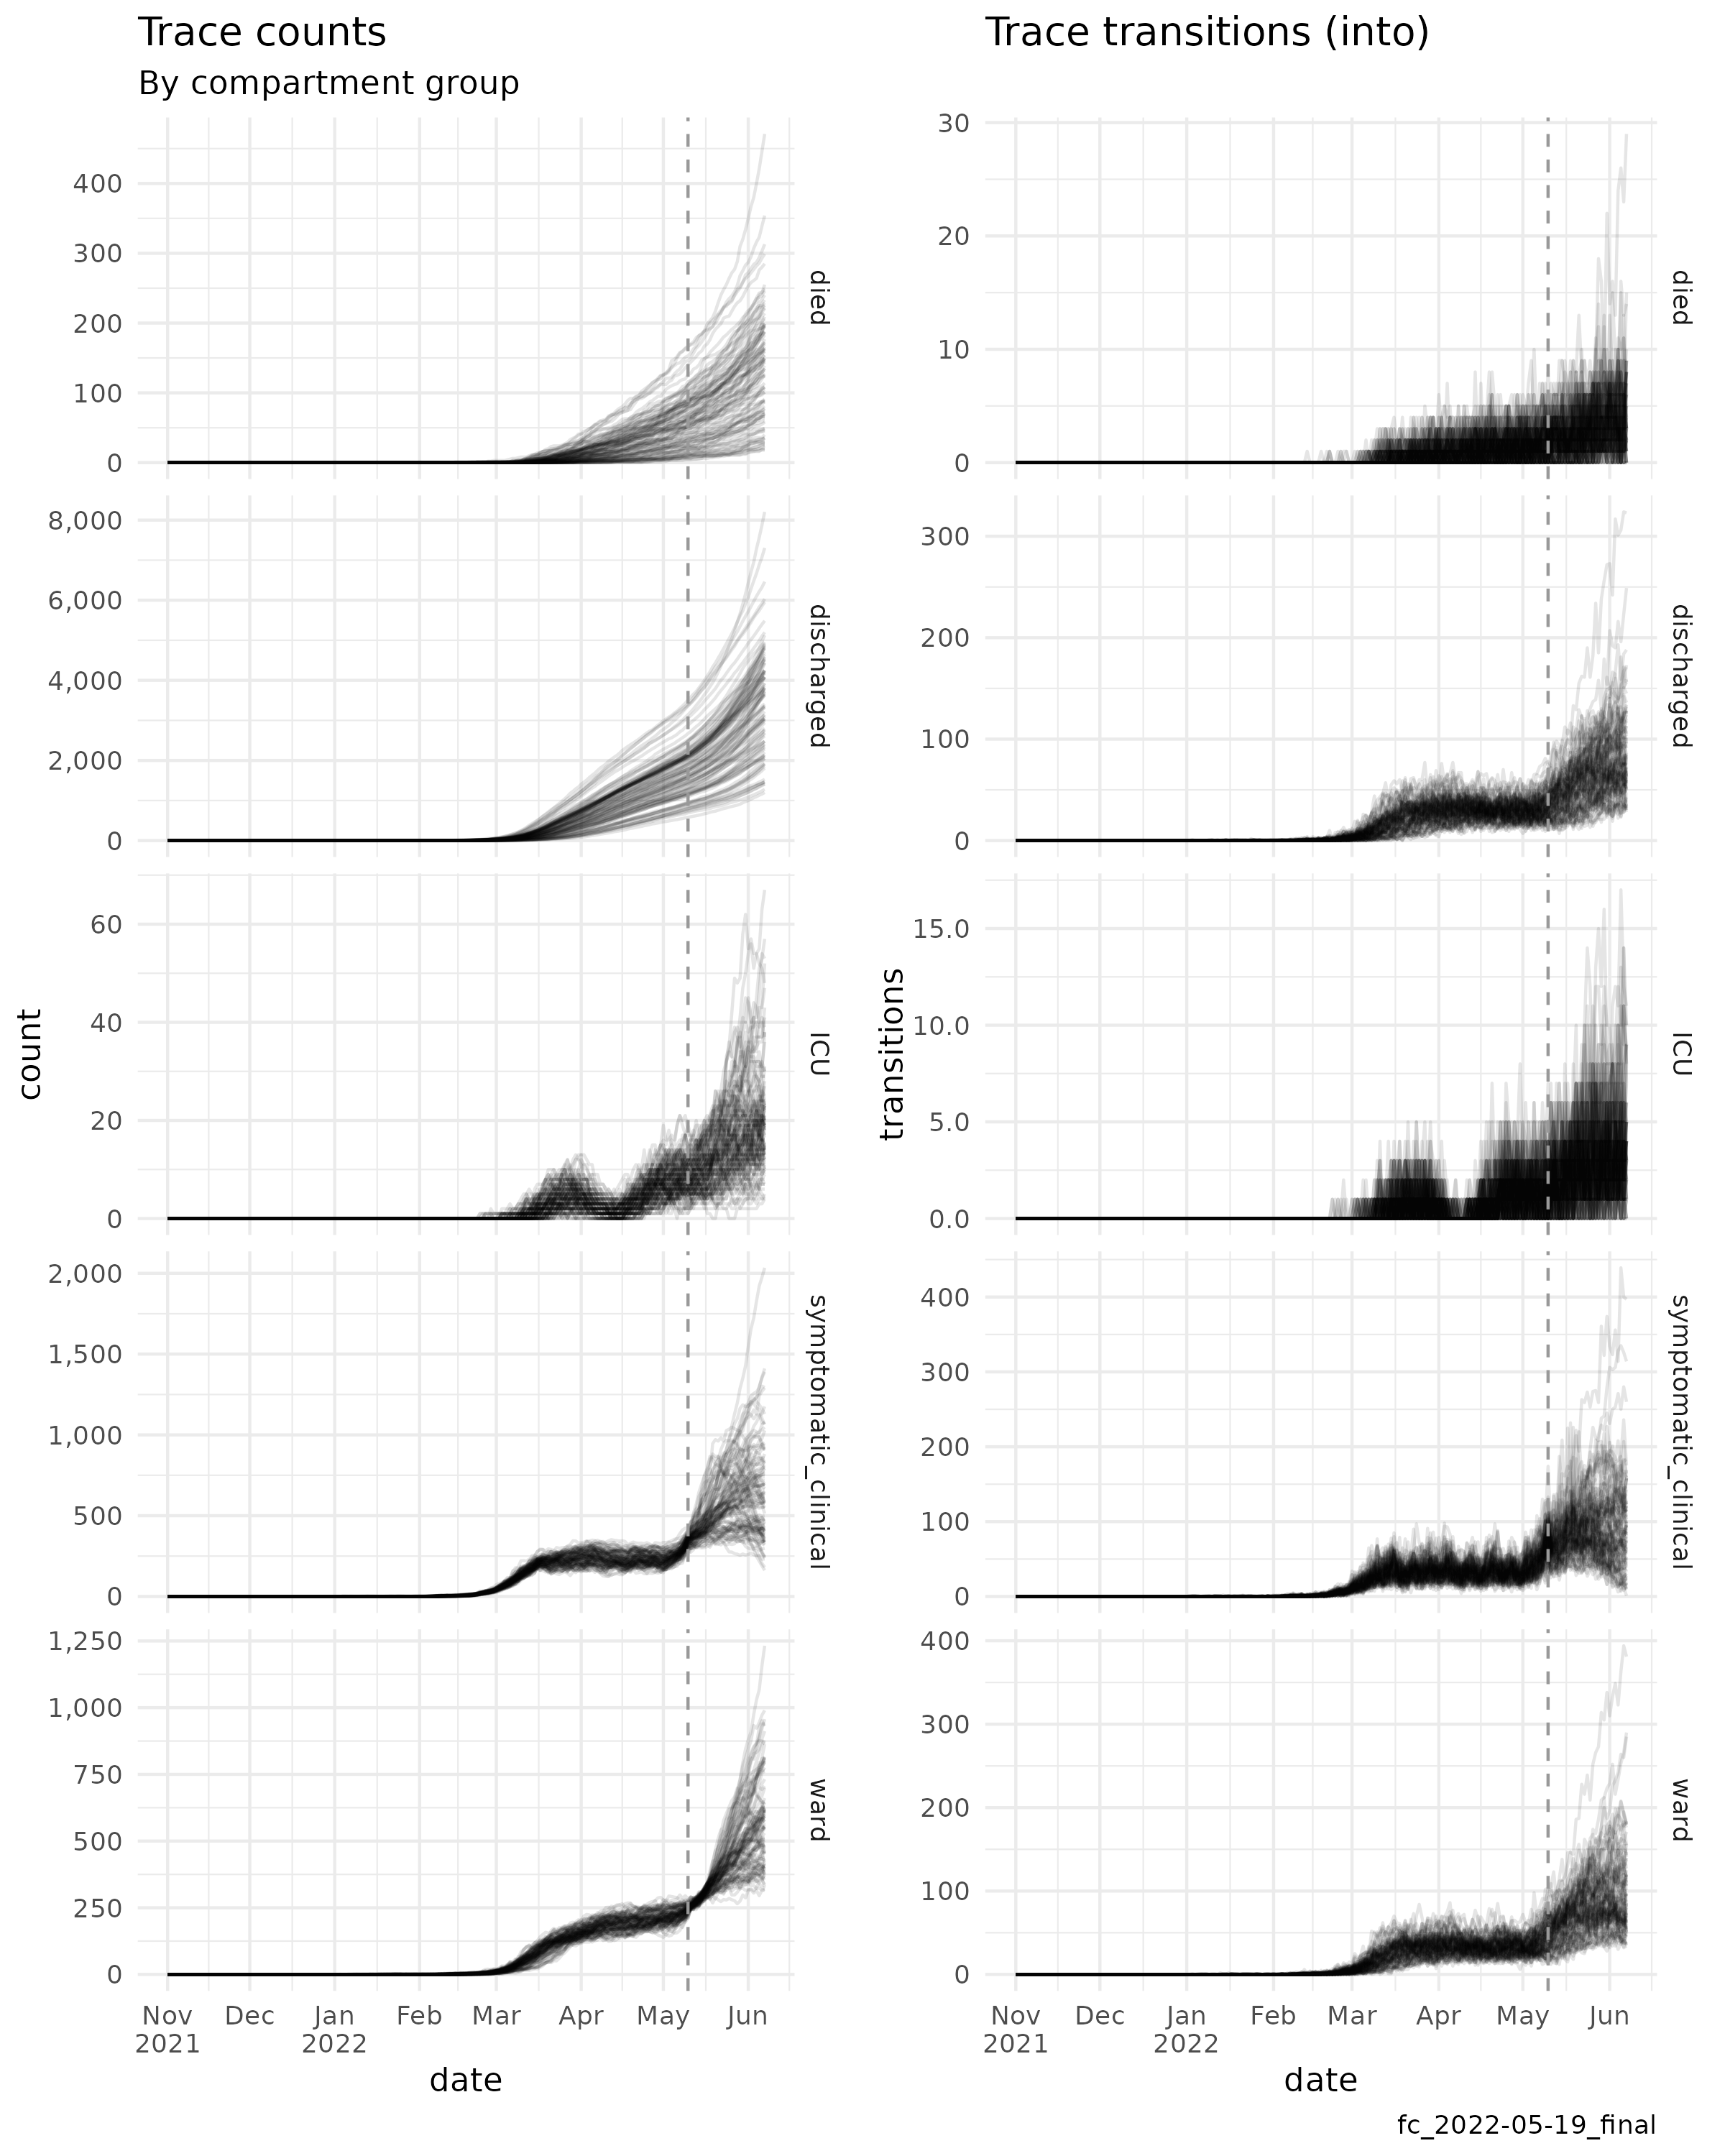 Trace counts
By compartment group
Trace transitions (into)
count
400
300
200
100
0
died
8,000
6,000
4,000
2,000
0
discharged
60
40
20
0
ICU
2,000
1,500
1,000
500
0
symptomatic_clinical
1,250
1,000
750
500
250
0
ward
Nov Dec Jan Feb Mar Apr May Jun
2021 2022
date
transitions
30
20
10
0
died
300
200
100
0
discharged
15.0
10.0
5.0
0.0
ICU
400
300
200
100
0
symptomatic_clinical
400
300
200
100
0
ward
Nov Dec Jan Feb Mar Apr May Jun
2021 2022
date
fc_2022-05-19_final